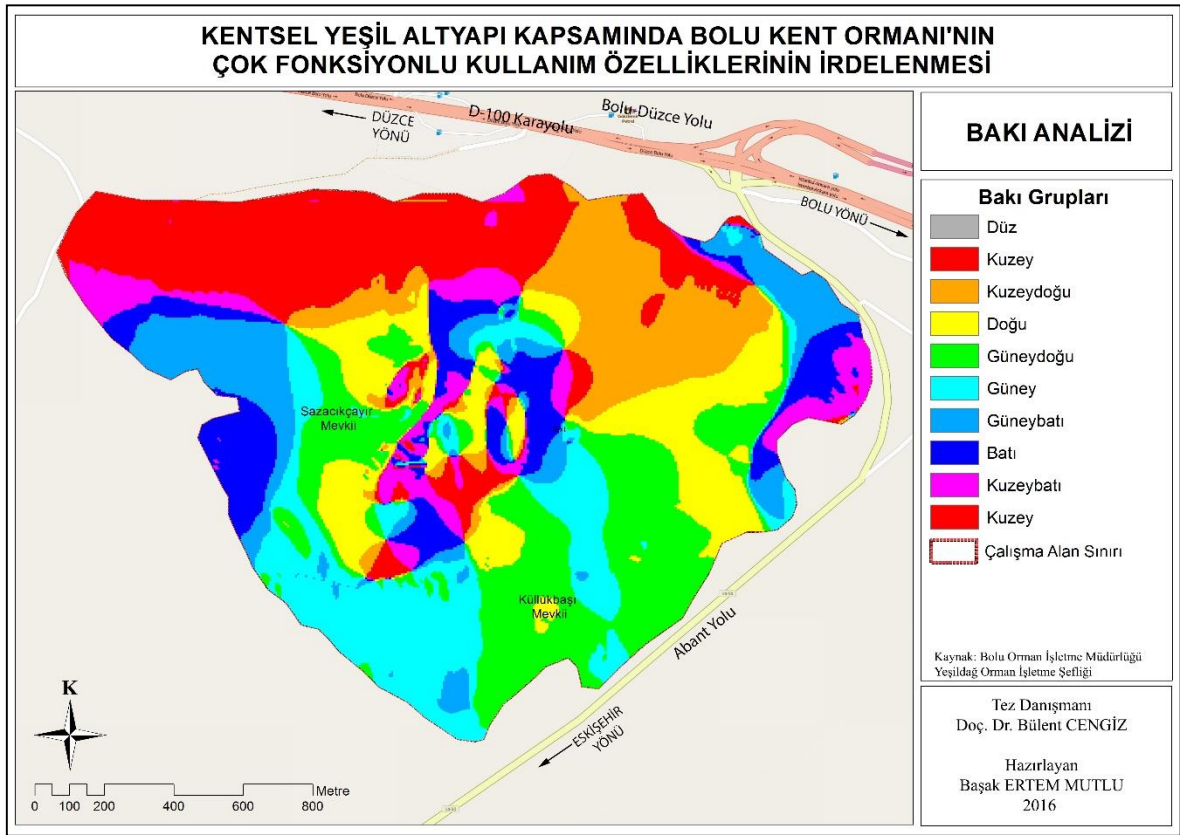 KENTSEL YEŞİL ALTYAPI KAPSAMINDA BOLU KENT ORMANI'NIN
ÇOK FONKSİYONLU KULLANIM ÖZELLİKLERİNİN İRDELENMESİ
DÜZCE
YÖNÜ
D-100 Karayolu
Bolu-Düzce Yolu
BOLU YÖNÜ
Sazacıkçayır
Mevkii
Küllükbaşı
Mevkii
Abant Yolu
ESKİŞEHİR
YÖNÜ
K
0 100 200 400 600 800
Metre
BAKI ANALİZİ
Bakı Grupları
Düz
Kuzey
Kuzeydoğu
Doğu
Güneydoğu
Güney
Güneybatı
Batı
Kuzeybatı
Kuzey
Çalışma Alan Sınırı
Kaynak: Bolu Orman İşletme Müdürlüğü
Yeşildağ Orman İşletme Şefliği
Tez Danışmanı
Doç. Dr. Bülent CENGİZ
Hazırlayan
Başak ERTEM MUTLU
2016